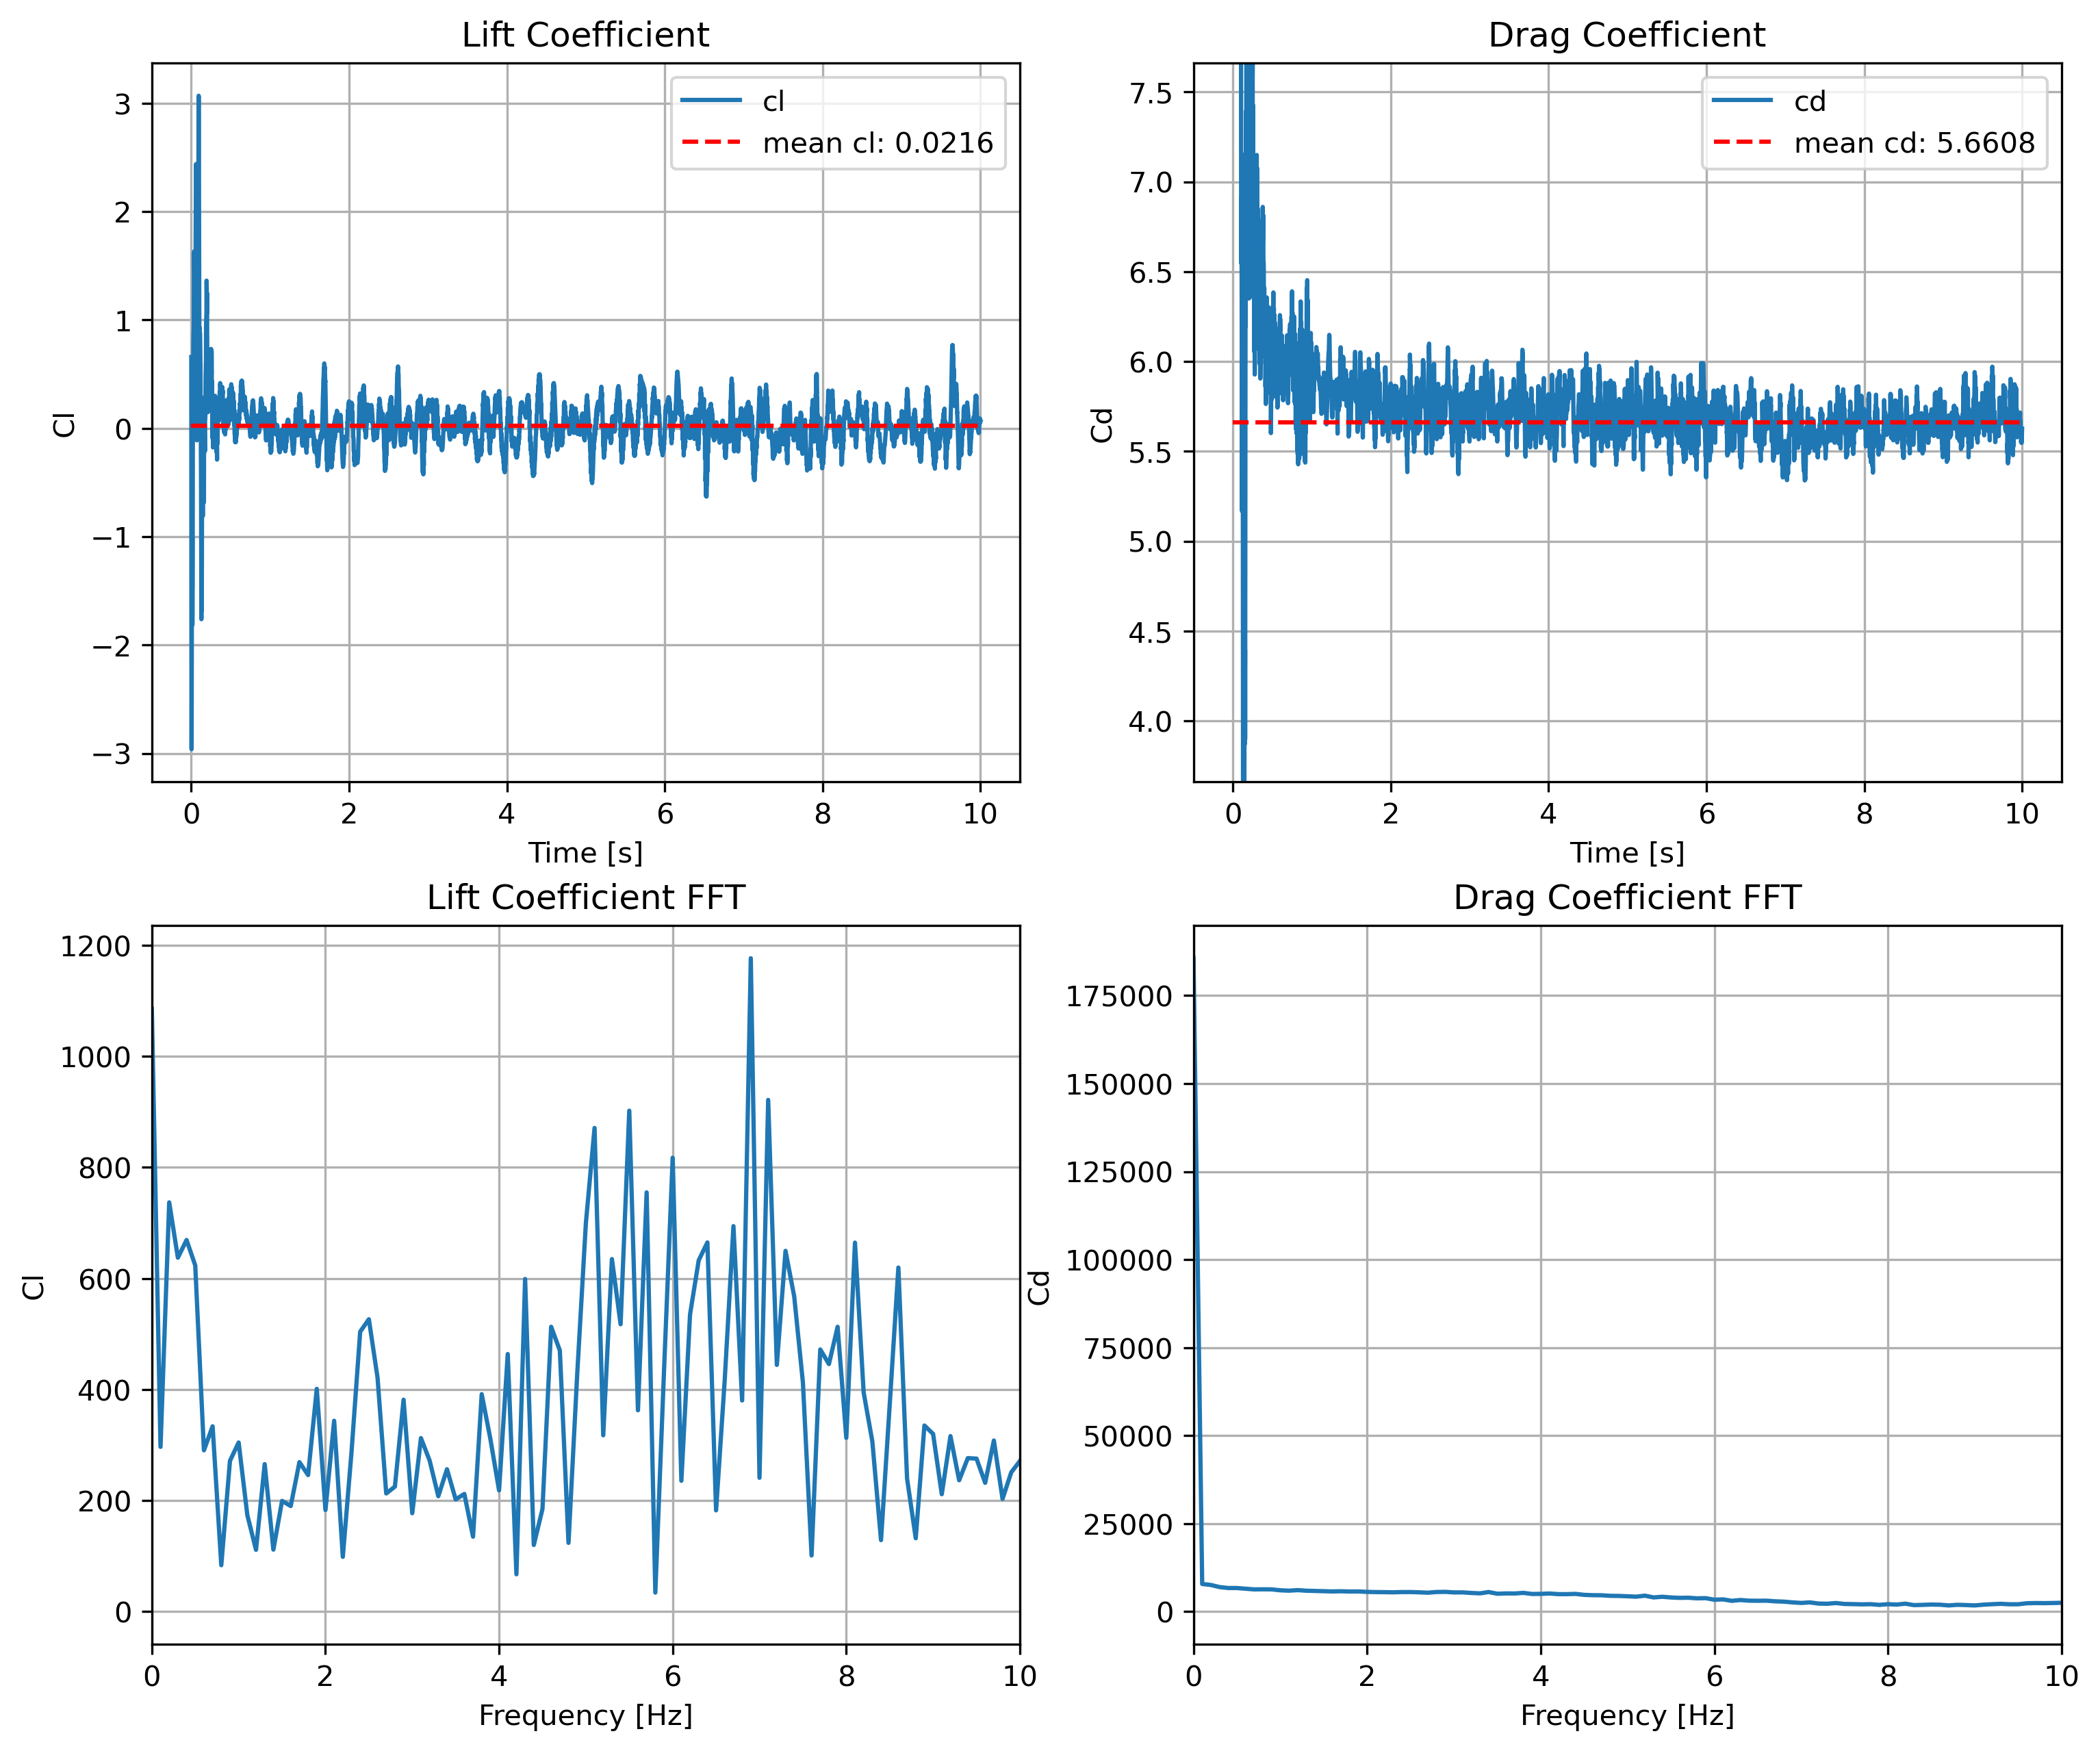 Lift Coefficient
3
2
1
0
−1
−2
−3
Cl
cl
mean cl: 0.0216
0 2 4 6 8 10
Time [s]
Drag Coefficient
7.5
7.0
6.5
6.0
5.5
5.0
4.5
4.0
Cd
cd
mean cd: 5.6608
0 2 4 6 8 10
Time [s]
Lift Coefficient FFT
1200
1000
800
600
400
200
0
Cl
0 2 4 6 8 10
Frequency [Hz]
Drag Coefficient FFT
175000
150000
125000
100000
75000
50000
25000
0
Cd
0 2 4 6 8 10
Frequency [Hz]